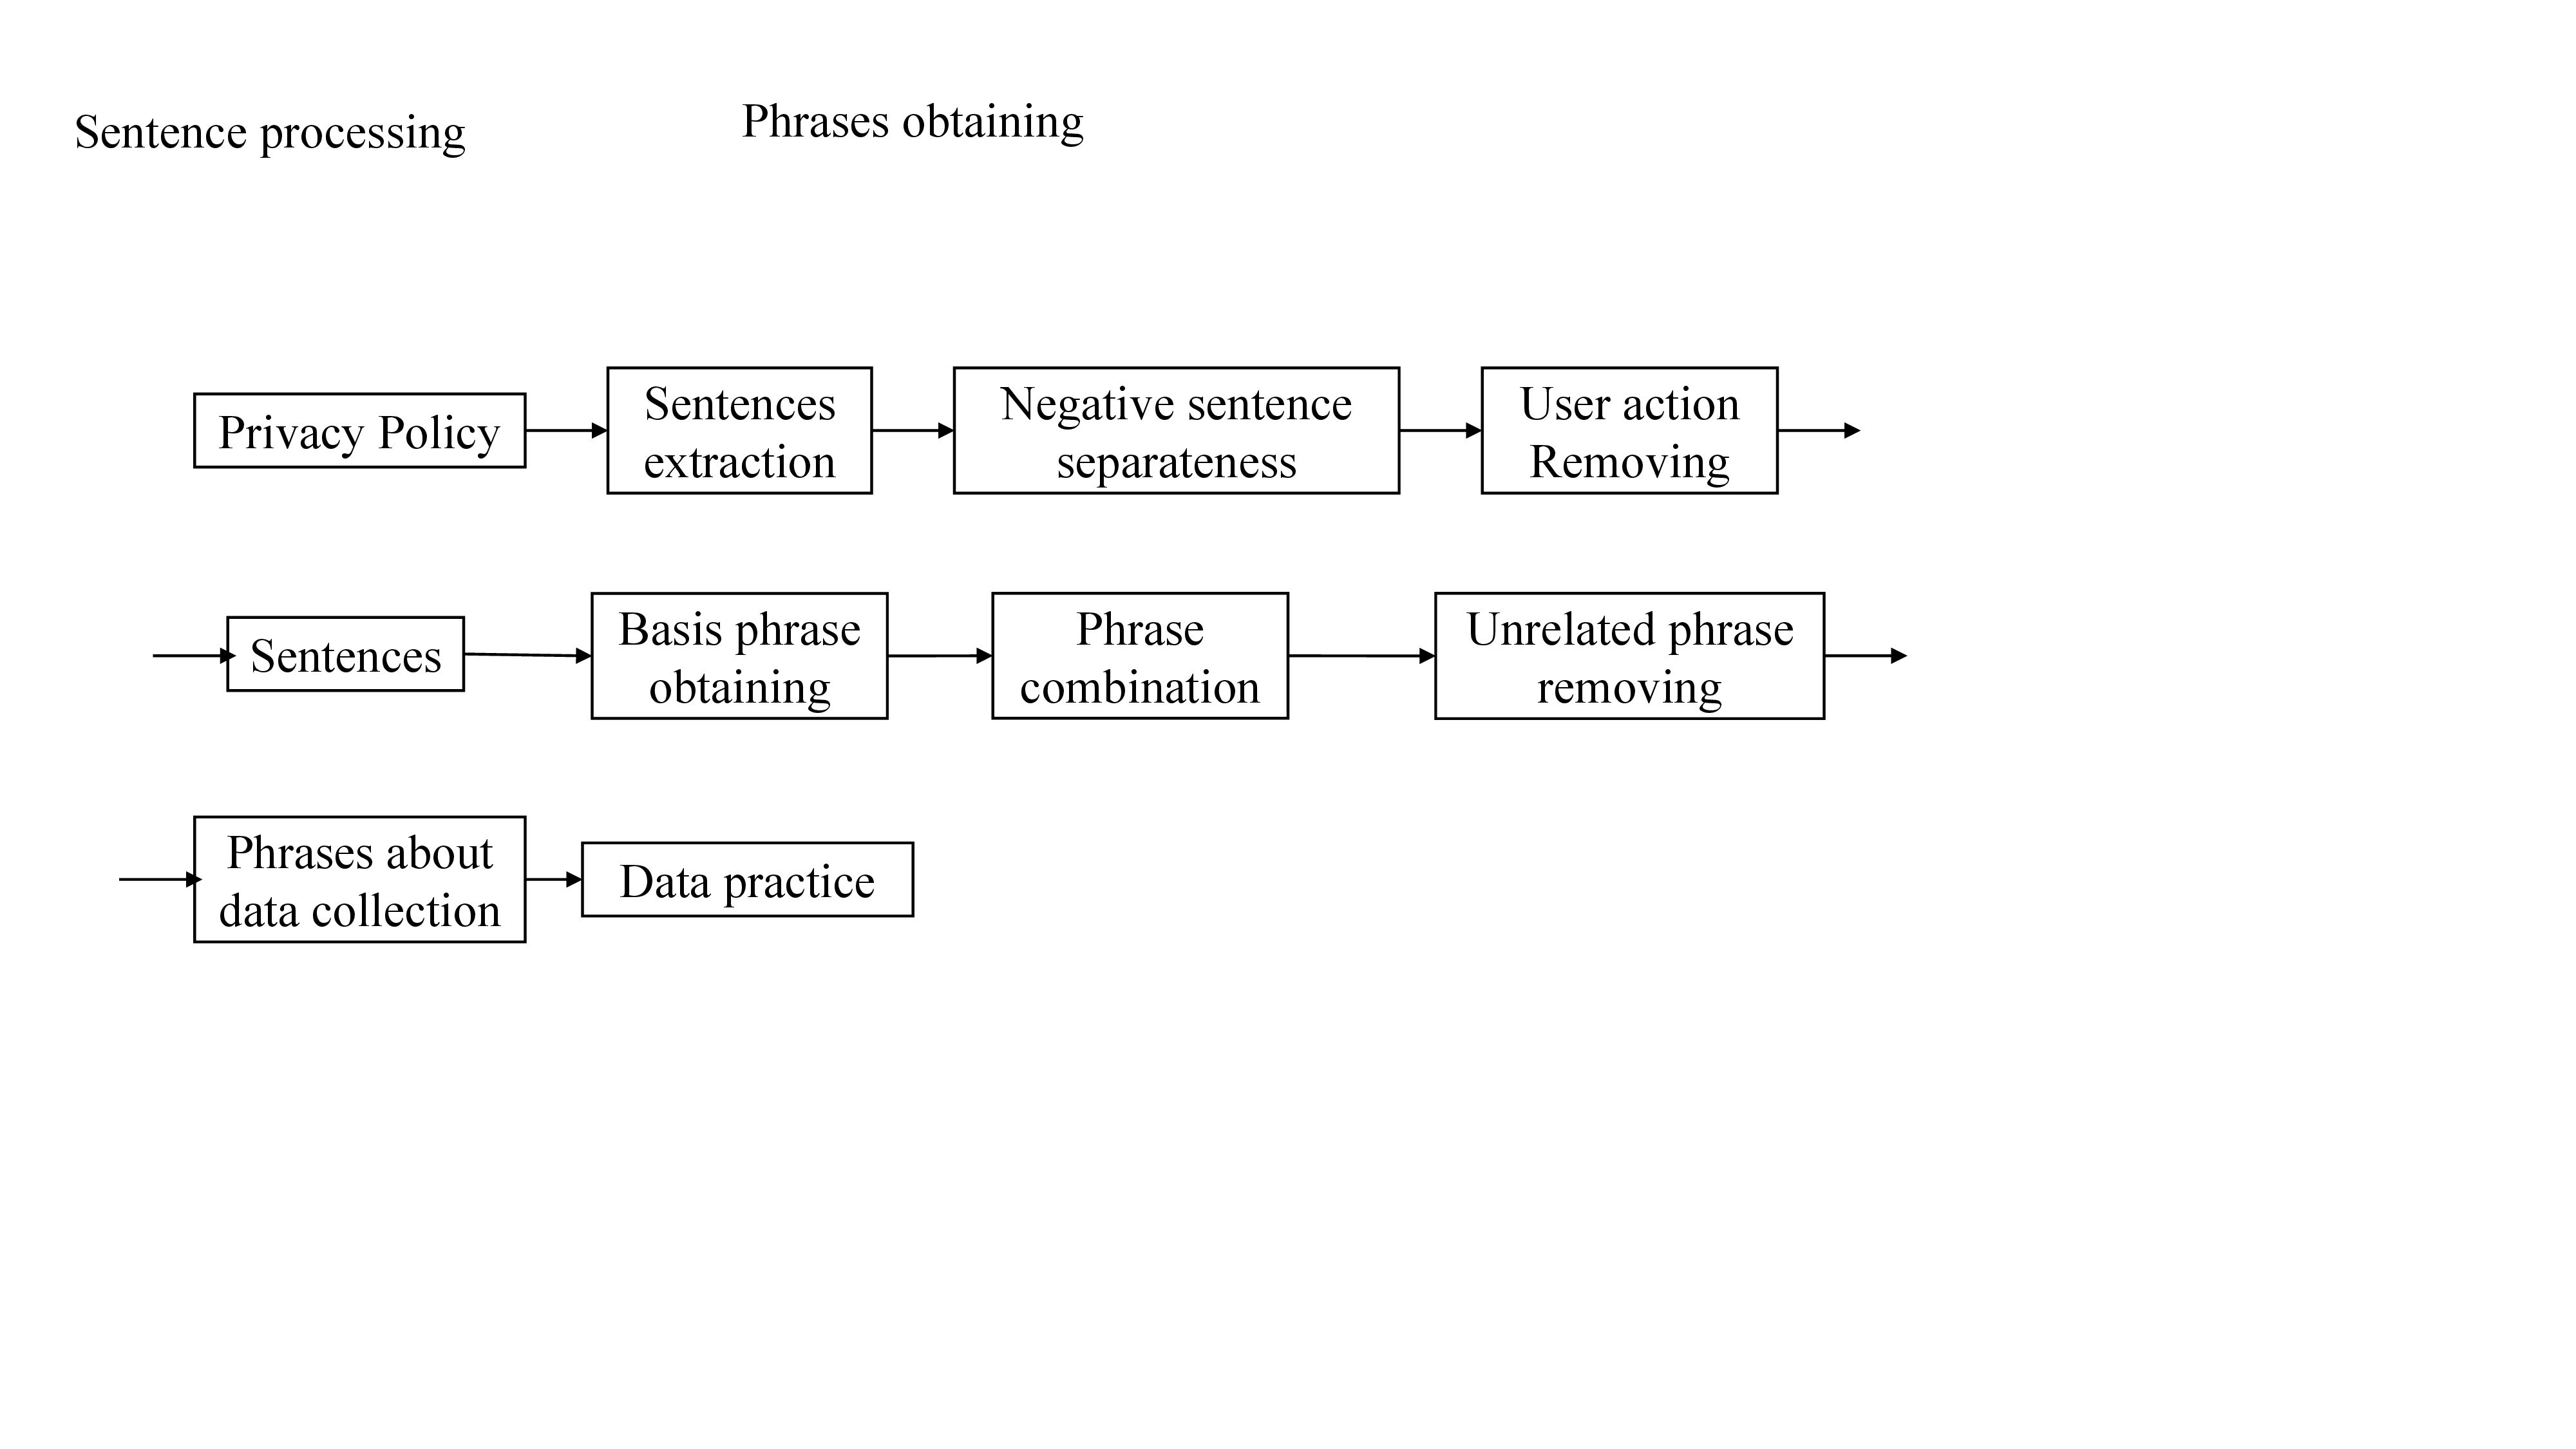 Sentence processing
Phrases obtaining
Privacy Policy
Sentences
extraction
Negative sentence
separateness
User action
Removing
Sentences
Basis phrase
obtaining
Phrase
combination
Unrelated phrase
removing
Phrases about
data collection
Data practice